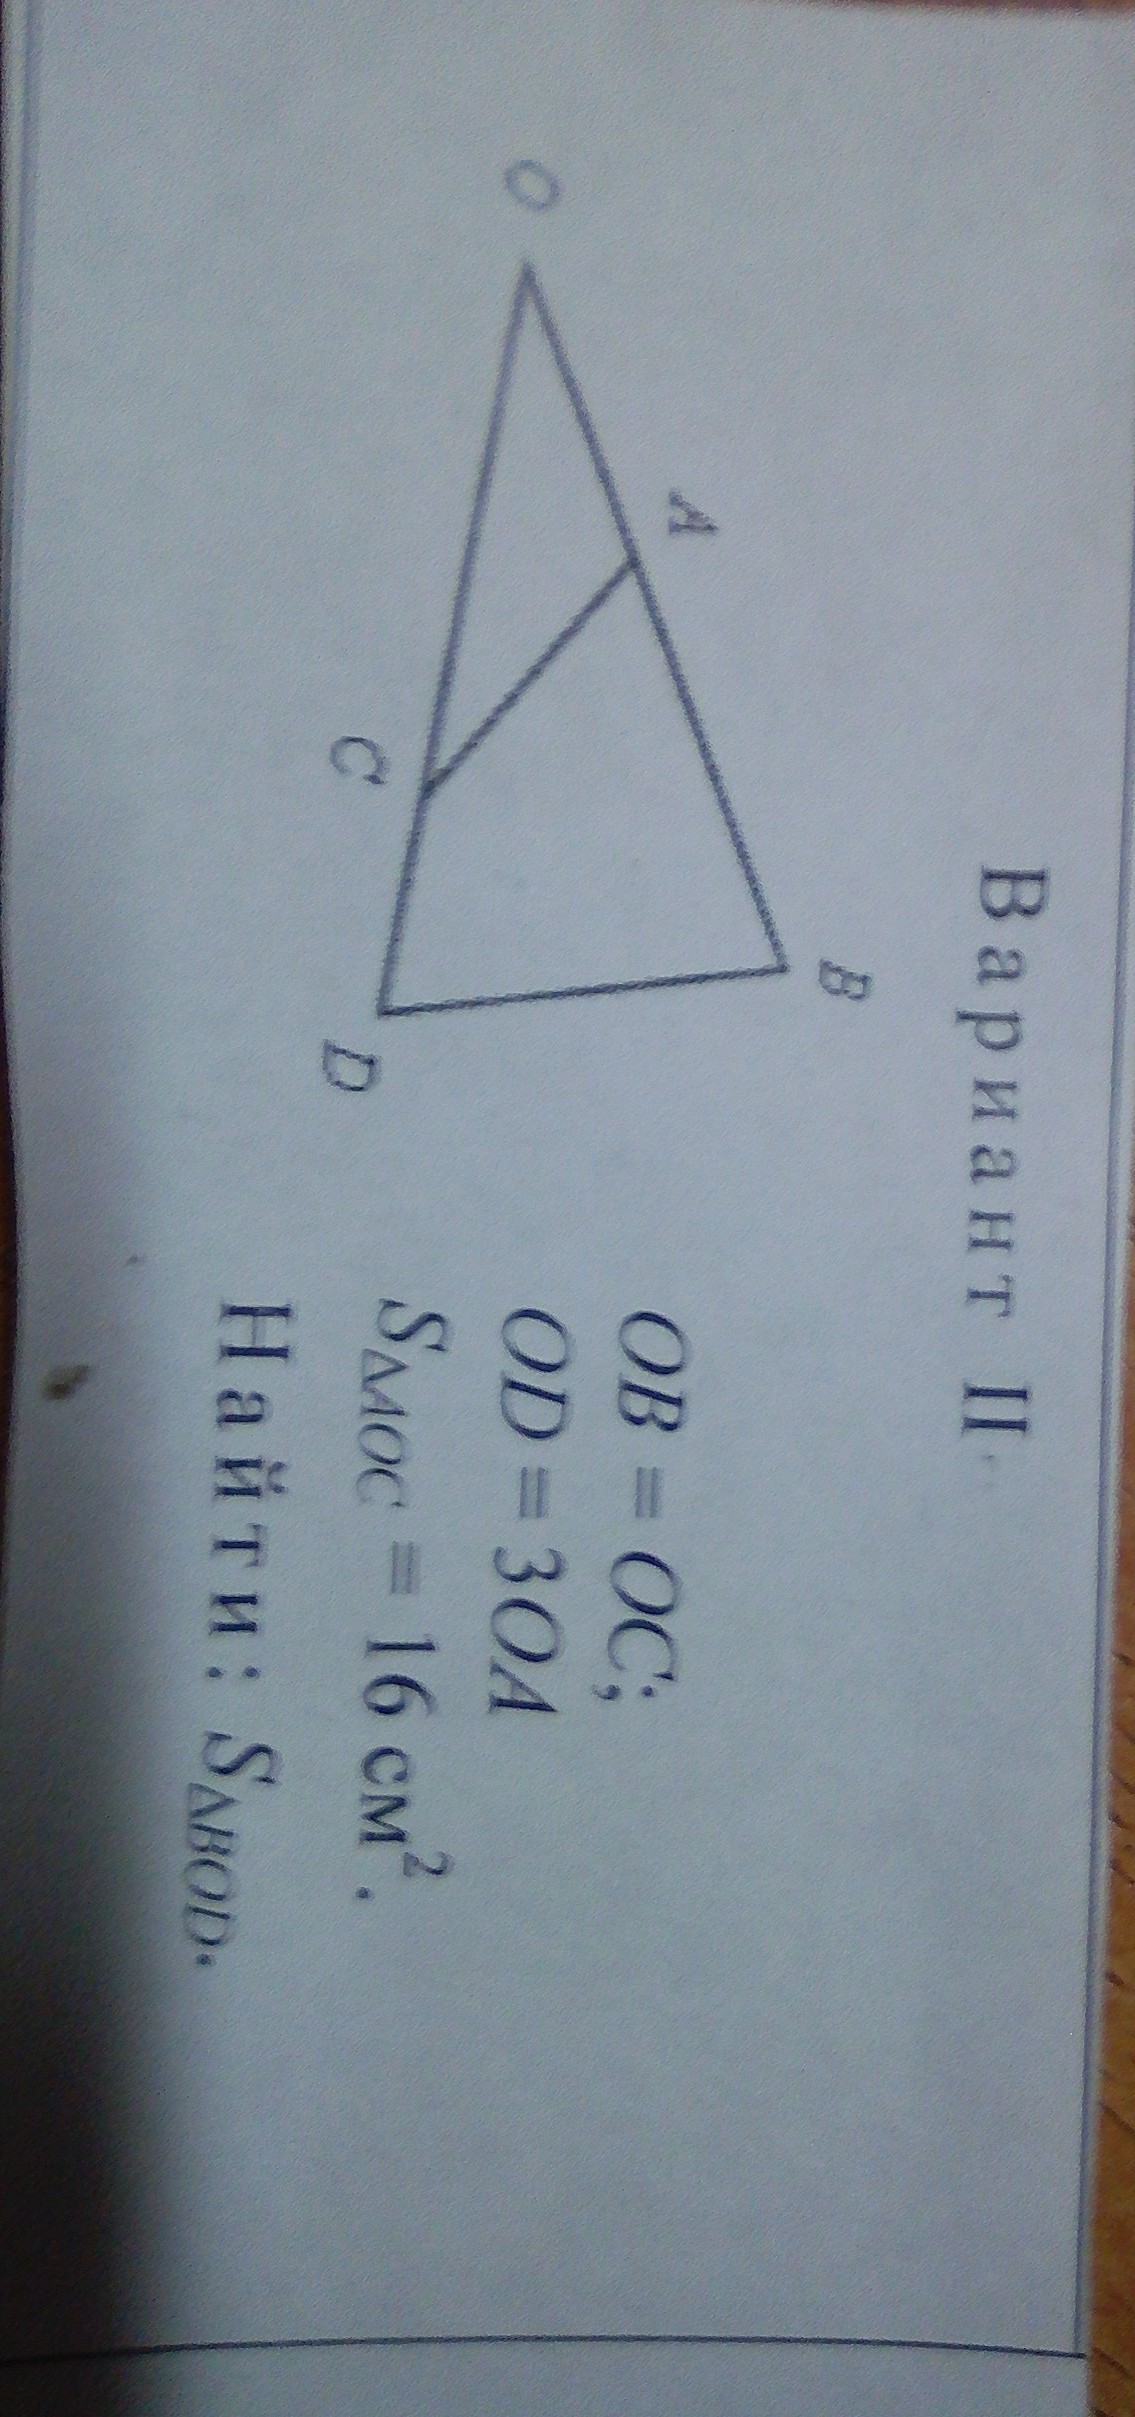 Вариант II
O
A
B
C
D
OB = OC;
OD = 3OA
S△AOC = 16 см².
Найти: S△BOD.